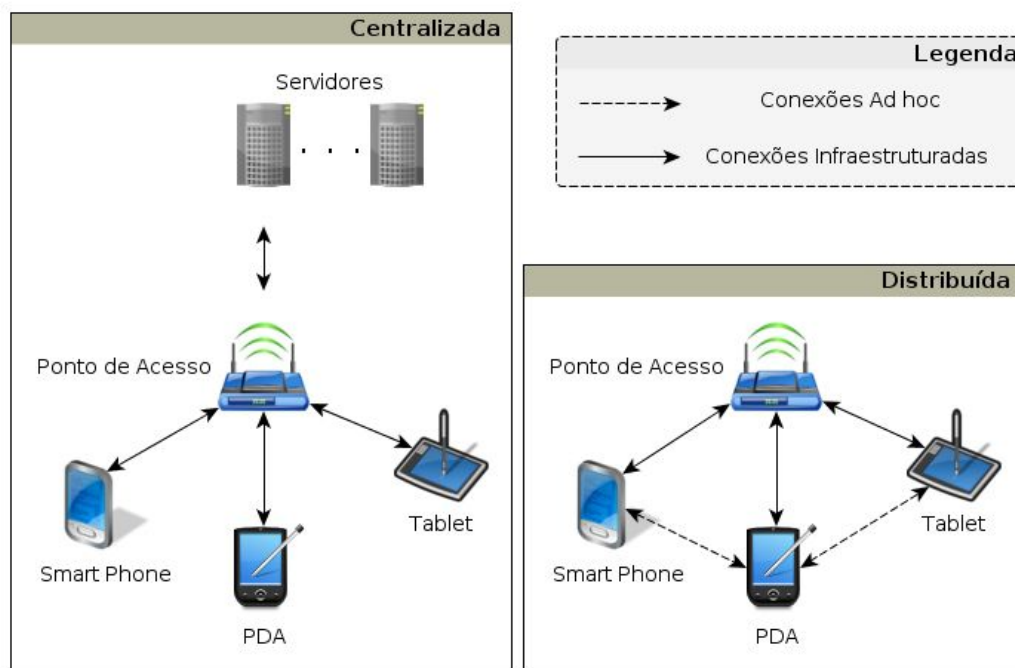 Centralizada
Servidores
. . .
Ponto de Acesso
Tablet
Smart Phone
PDA
Legenda
Conexões Ad hoc
Conexões Infraestruturadas
Distribuída
Ponto de Acesso
Tablet
Smart Phone
PDA